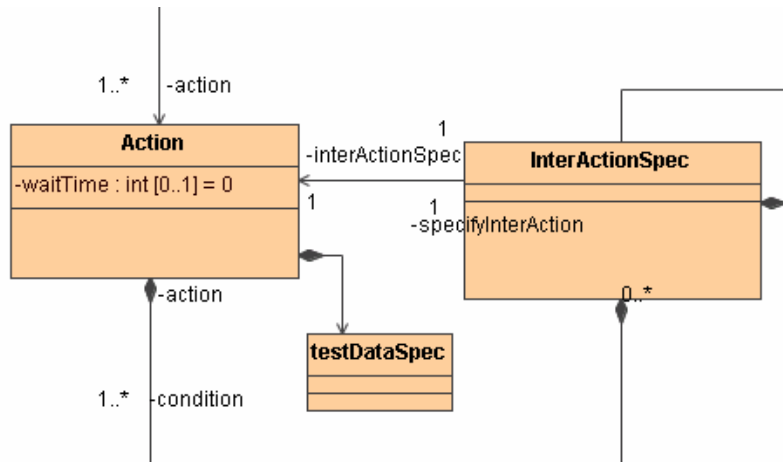 1..* -action
Action
-waitTime : int [0..1] = 0
1
-interActionSpec
1
InterActionSpec
1
-specifyInterAction
0..*
-action
testDataSpec
1..* -condition